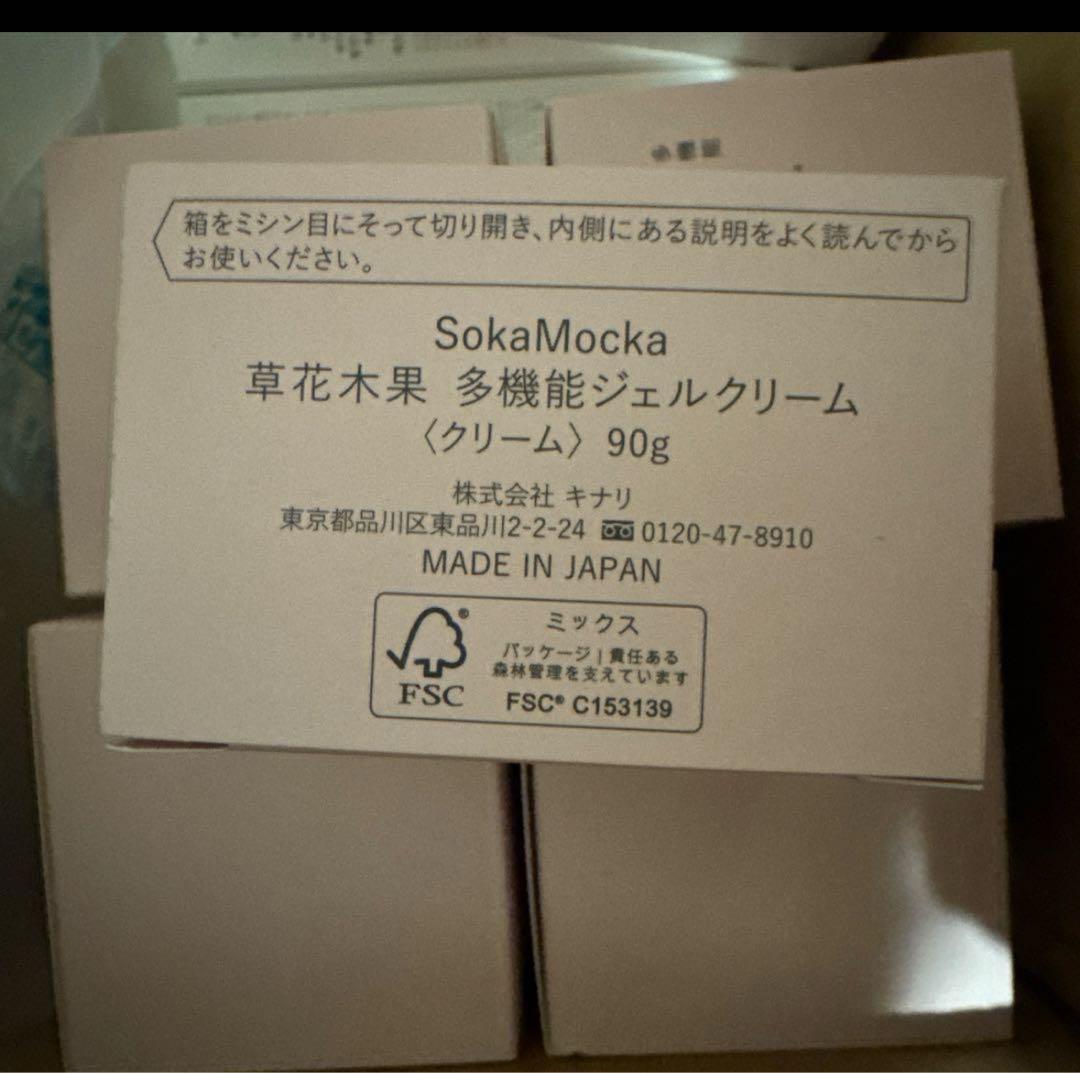 箱をミシン目にそって切り開き、内側にある説明をよく読んでから
お使いください。
SokaMocka
草花木果 多機能ジェルクリーム
〈クリーム〉 90g
株式会社 キナリ
東京都品川区東品川2-2-24 0120-47-8910
MADE IN JAPAN
ミックス
パッケージ | 責任ある
森林管理を支えています
FSC® C153139
®
FSC